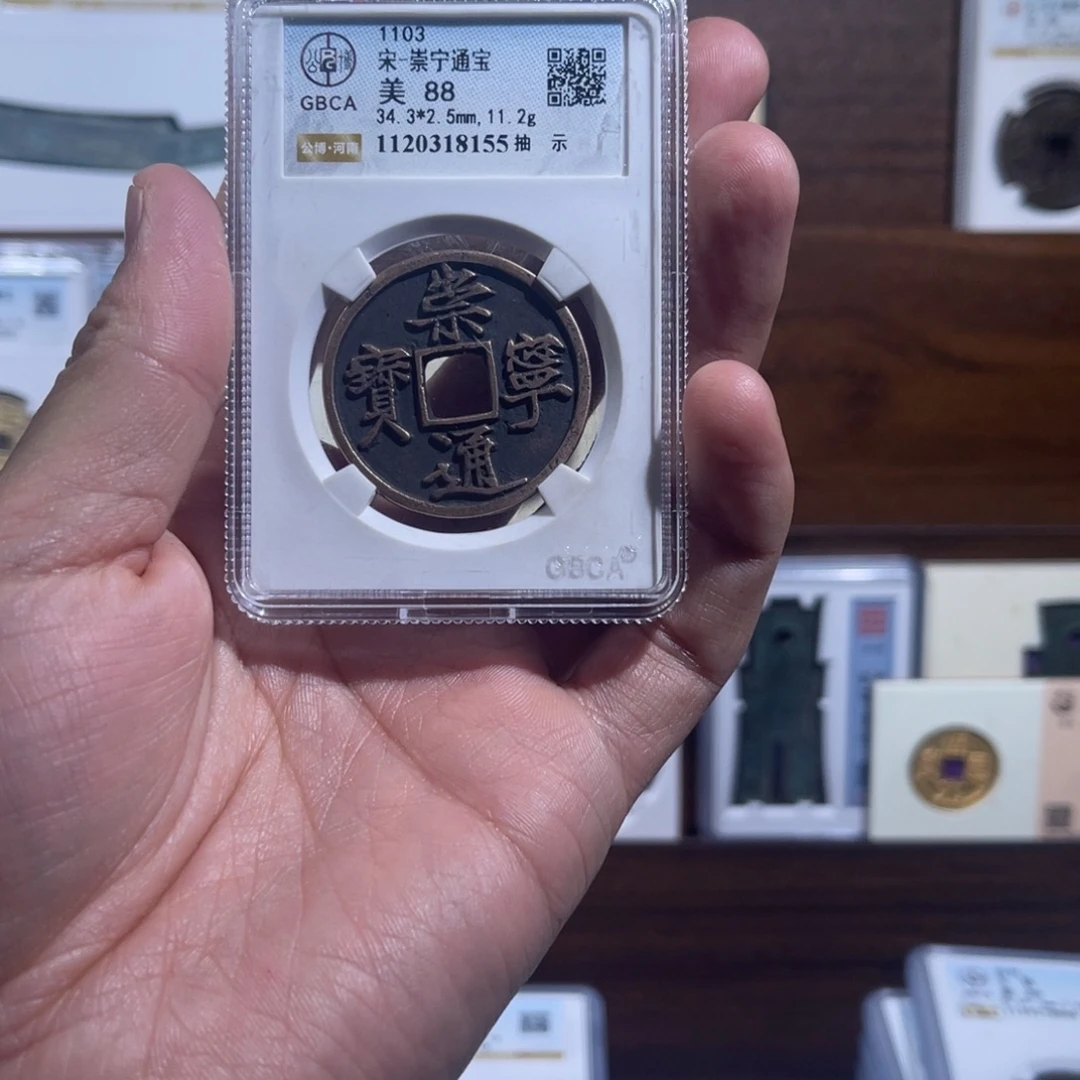 1103
宋-崇宁通宝
美 88
GBCA
34.3*2.5mm,11.2g
公博·河南
1120318155 抽 示
崇
寧
通
寶
GBCA